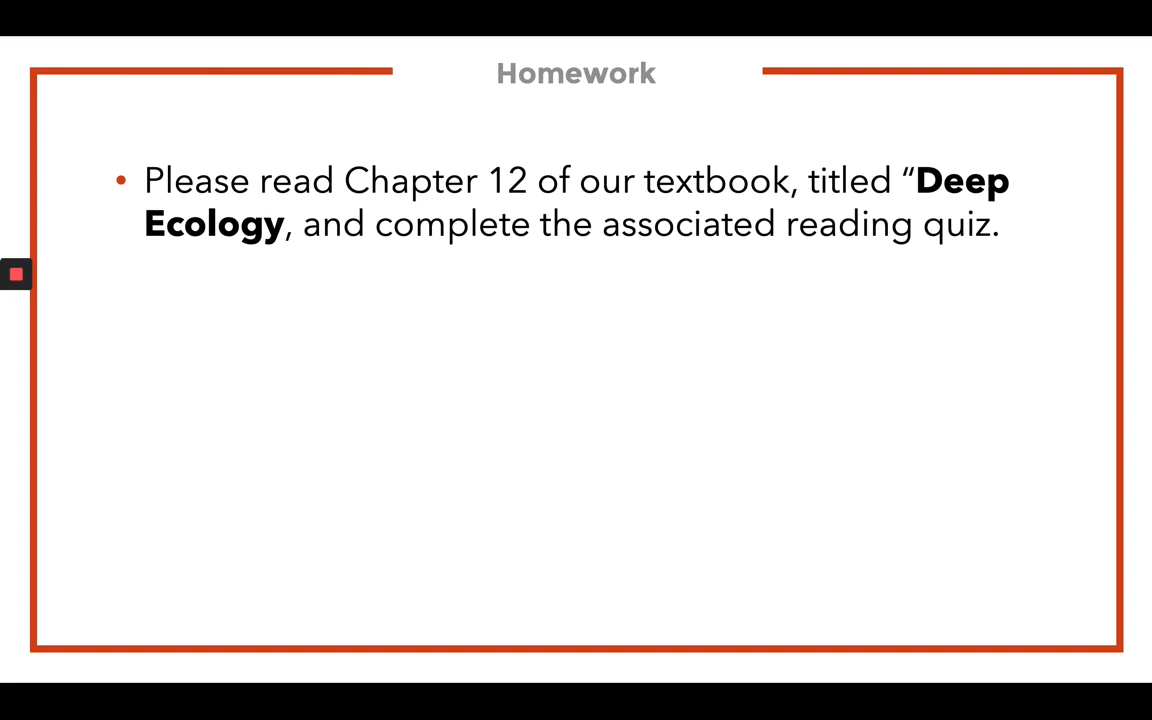 Homework
• Please read Chapter 12 of our textbook, titled “Deep
Ecology, and complete the associated reading quiz.